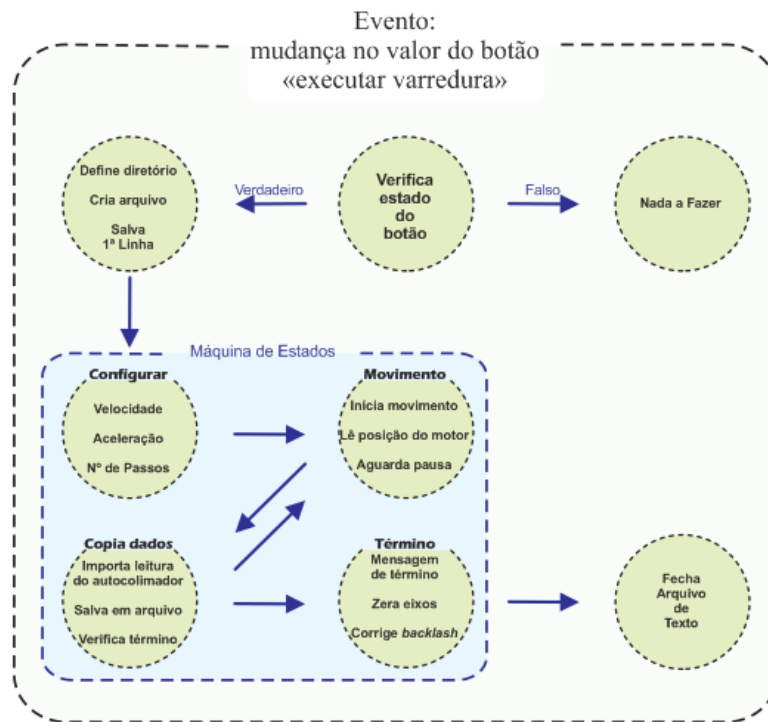 Evento:
mudança no valor do botão
«executar varredura»
Define diretório
Cria arquivo
Salva
1ª Linha
Verdadeiro
Verifica
estado
do
botão
Falso
Nada a Fazer
Máquina de Estados
Configurar
Velocidade
Aceleração
Nº de Passos
Movimento
Inícia movimento
Lê posição do motor
Aguarda pausa
Copia dados
Importa leitura
do autocolimador
Salva em arquivo
Verifica término
Término
Mensagem
de término
Zera eixos
Corrige backlash
Fecha
Arquivo
de
Texto